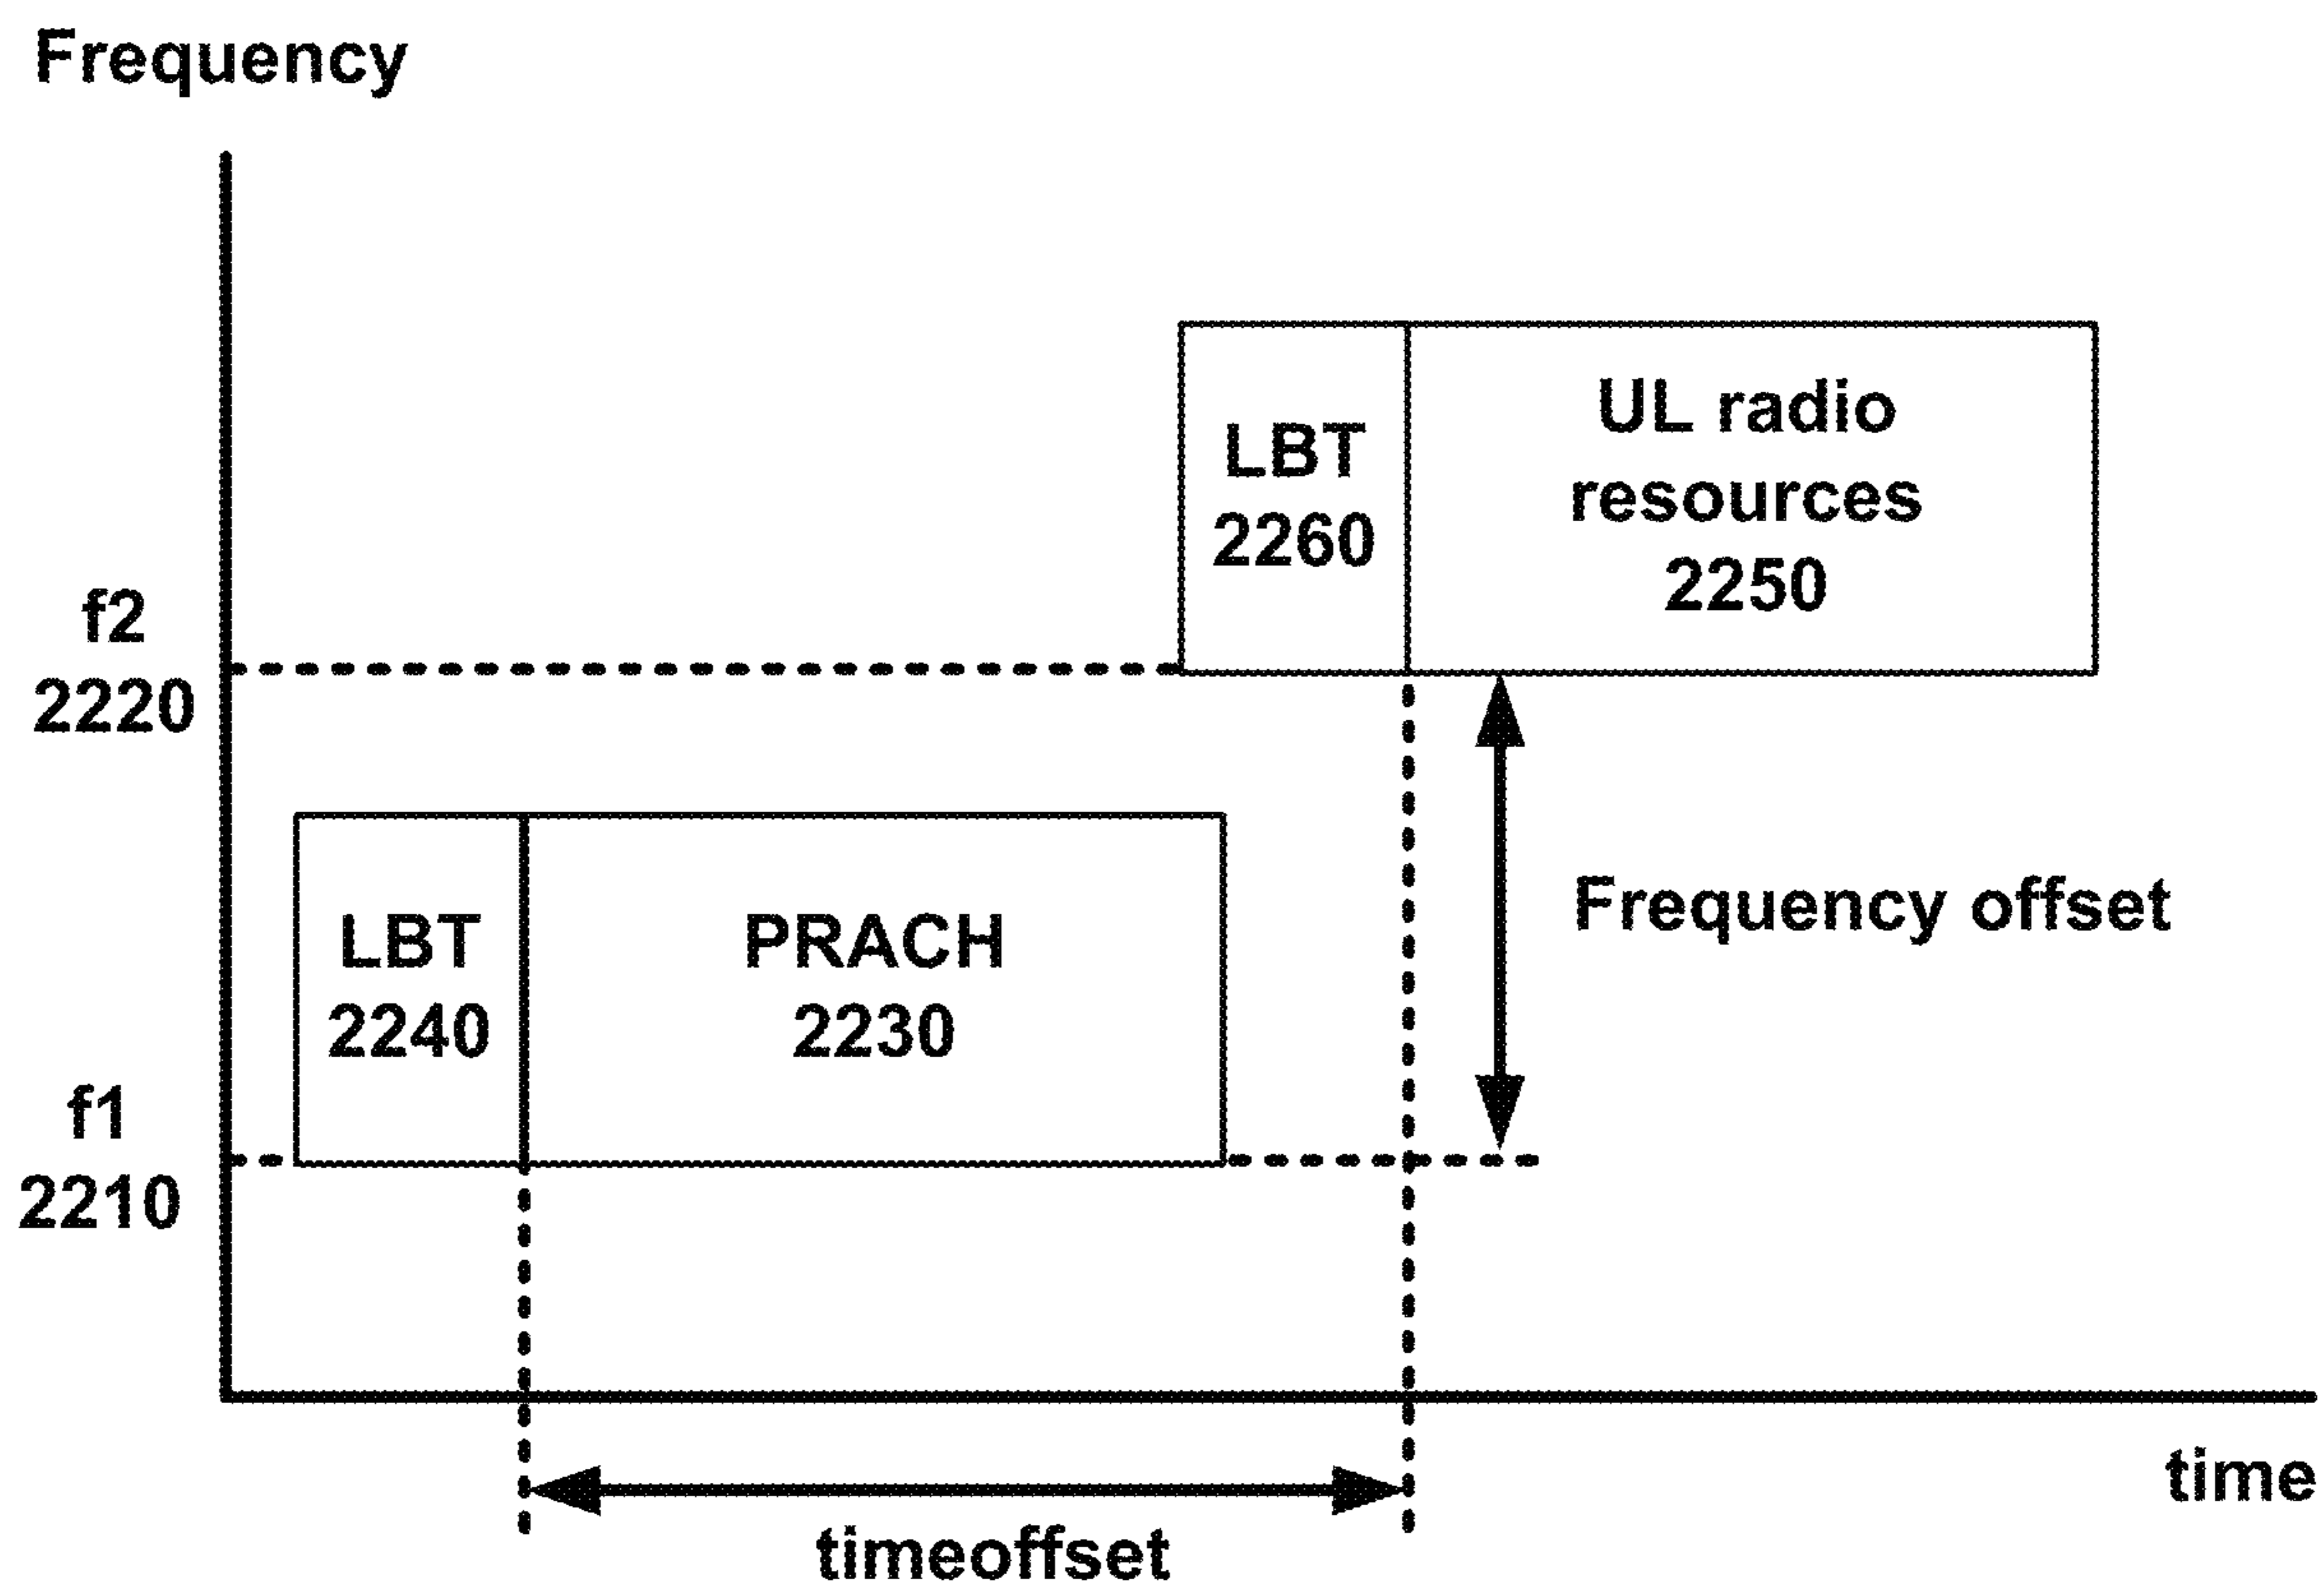 Frequency
LBT
2260
UL radio
resources
2250
f2
2220
LBT
2240
PRACH
2230
Frequency offset
f1
2210
time
timeoffset